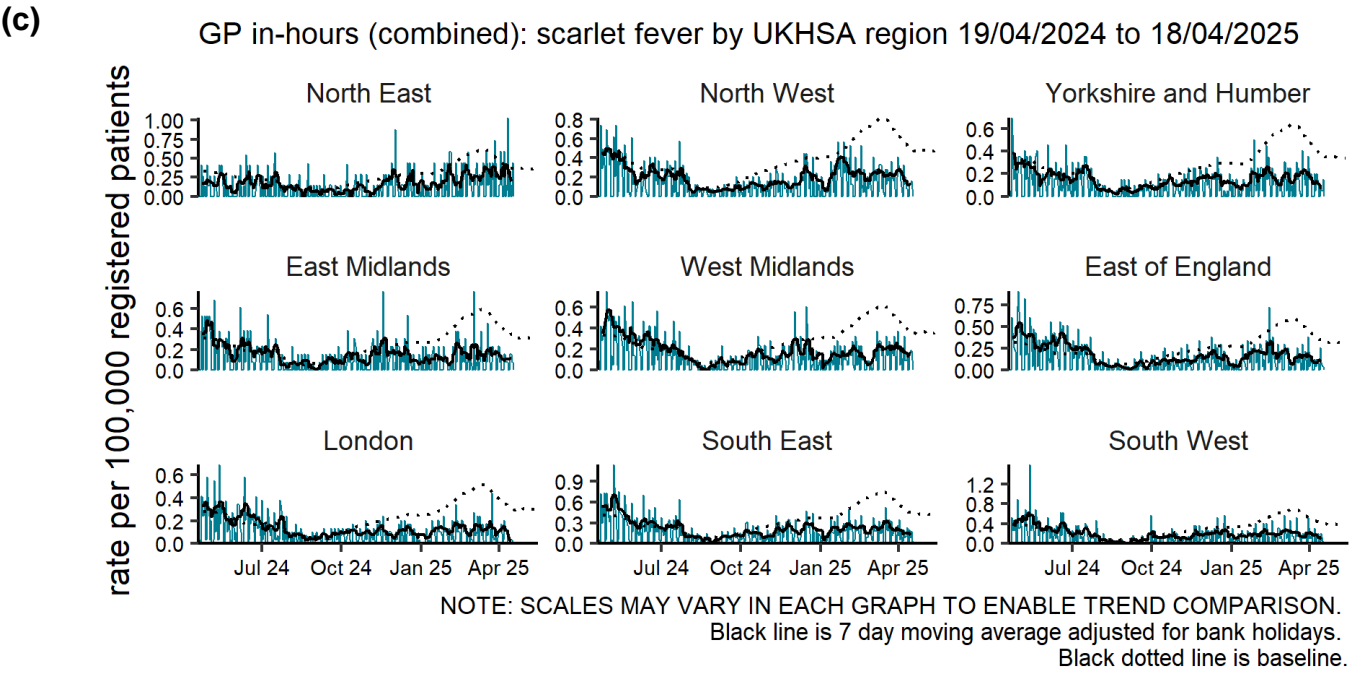 (c)
GP in-hours (combined): scarlet fever by UKHSA region 19/04/2024 to 18/04/2025
rate per 100,000 registered patients
North East
1.00
0.75
0.50
0.25
0.00
North West
0.8
0.6
0.4
0.2
0.0
Yorkshire and Humber
0.6
0.4
0.2
0.0
East Midlands
0.6
0.4
0.2
0.0
West Midlands
0.6
0.4
0.2
0.0
East of England
0.75
0.50
0.25
0.00
London
0.6
0.4
0.2
0.0
Jul 24 Oct 24 Jan 25 Apr 25
South East
0.9
0.6
0.3
0.0
Jul 24 Oct 24 Jan 25 Apr 25
South West
1.2
0.8
0.4
0.0
Jul 24 Oct 24 Jan 25 Apr 25
NOTE: SCALES MAY VARY IN EACH GRAPH TO ENABLE TREND COMPARISON.
Black line is 7 day moving average adjusted for bank holidays.
Black dotted line is baseline.